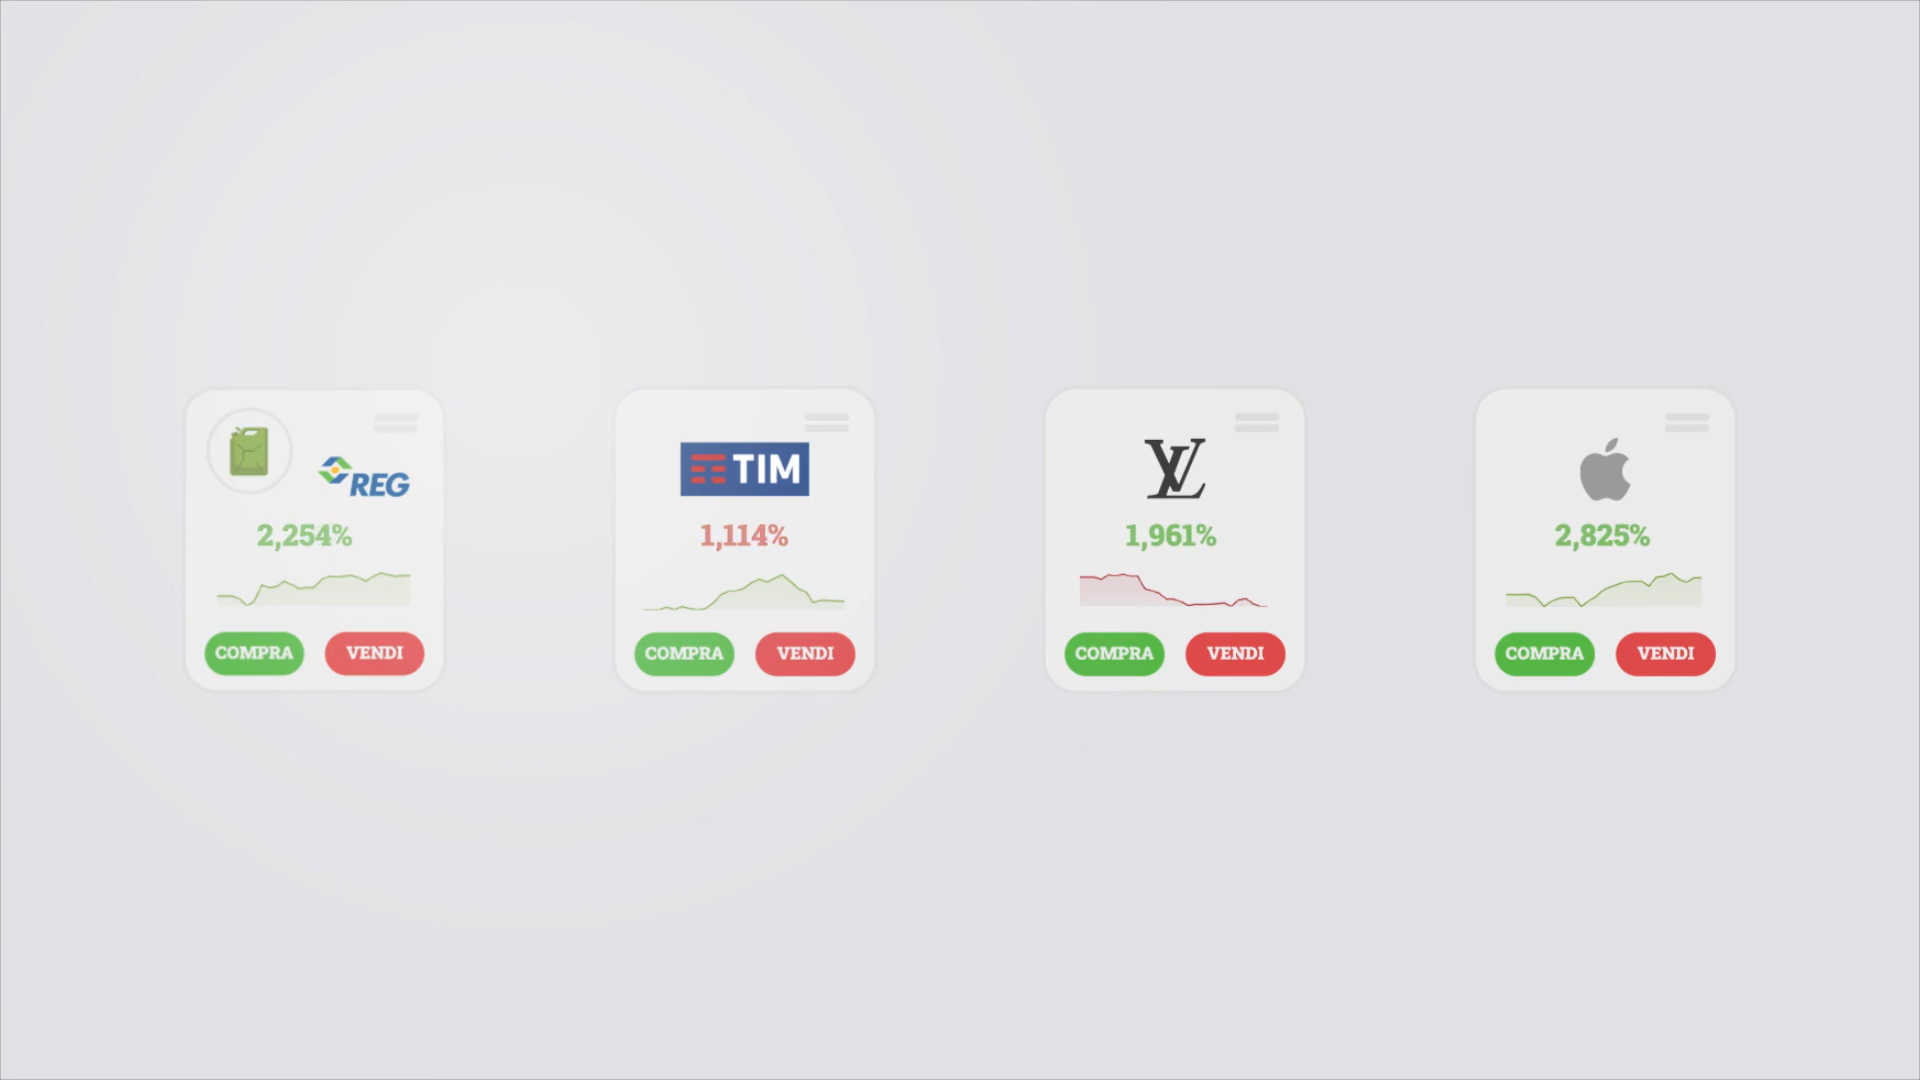 REG
2,254%
COMPRA VENDI
TIM
1,114%
COMPRA VENDI
LV
1,961%
COMPRA VENDI
2,825%
COMPRA VENDI